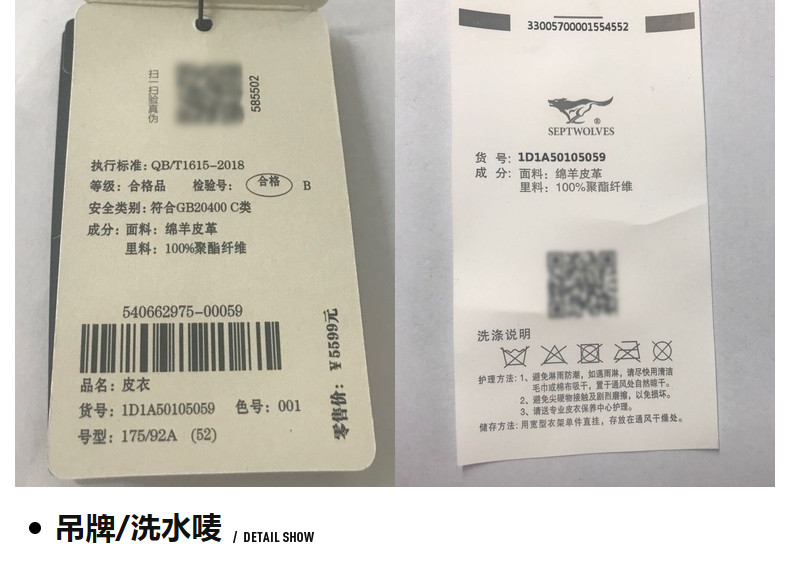 扫一扫验真伪
585502
执行标准: QB/T1615-2018
等级: 合格品 检验号: 合格 B
安全类别: 符合GB20400 C类
成分: 面料: 绵羊皮革
里料: 100%聚酯纤维
540662975-00059
品名: 皮衣
货号: 1D1A50105059 色号: 001
号型: 175/92A (52)
零售价: ¥5599元
33005700001554552
SEPTWOLVES
货 号: 1D1A50105059
成 分: 面料: 绵羊皮革
里料: 100%聚酯纤维
洗涤说明
护理方法: 1、避免淋雨防潮，如遇雨淋，请尽快用清洁
毛巾或棉布吸干，置于通风处自然晾干。
2、避免尖硬物接触及剧烈磨擦，以免损坏。
3、请送专业皮衣保养中心护理。
储存方法: 用宽型衣架单件直挂，存放在通风干燥处。
吊牌/洗水唛 / DETAIL SHOW